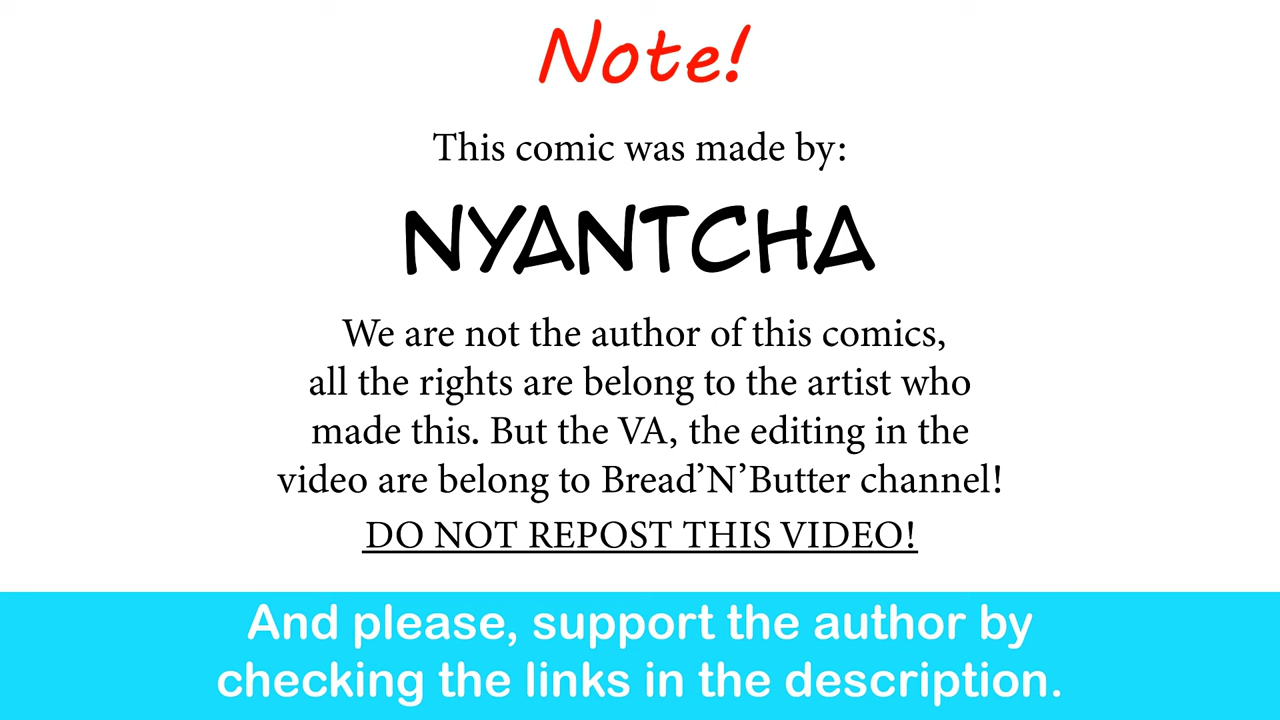 Note!
This comic was made by:
NYANTCHA
We are not the author of this comics,
all the rights are belong to the artist who
made this. But the VA, the editing in the
video are belong to Bread’N’Butter channel!
DO NOT REPOST THIS VIDEO!
And please, support the author by
checking the links in the description.